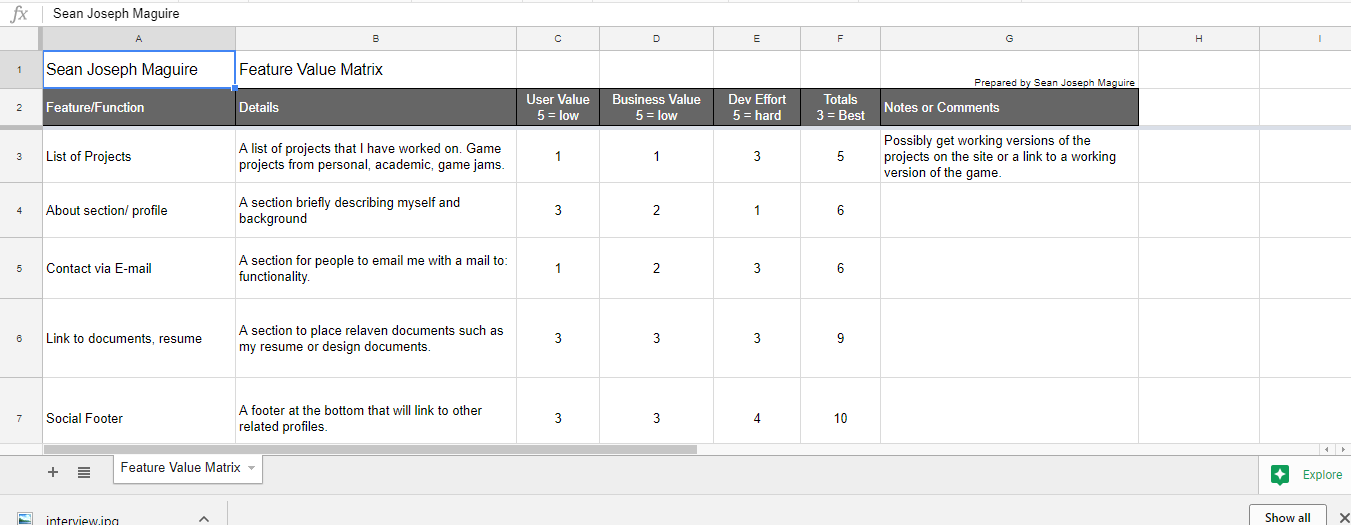 fx Sean Joseph Maguire
A B C D E F G H I
1 Sean Joseph Maguire Feature Value Matrix Prepared by Sean Joseph Maguire
2 Feature/Function Details User Value Business Value Dev Effort Totals Notes or Comments
5 = low 5 = low 5 = hard 3 = Best
3 List of Projects
A list of projects that I have worked on. Game
projects from personal, academic, game jams.
1 1 3 5
Possibly get working versions of the
projects on the site or a link to a working
version of the game.
4 About section/ profile
A section briefly describing myself and
background
3 2 1 6
5 Contact via E-mail
A section for people to email me with a mail to:
functionality.
1 2 3 6
6 Link to documents, resume
A section to place relaven documents such as
my resume or design documents.
3 3 3 9
7 Social Footer
A footer at the bottom that will link to other
related profiles.
3 3 4 10
Feature Value Matrix
Explore
interview.jpg
Show all